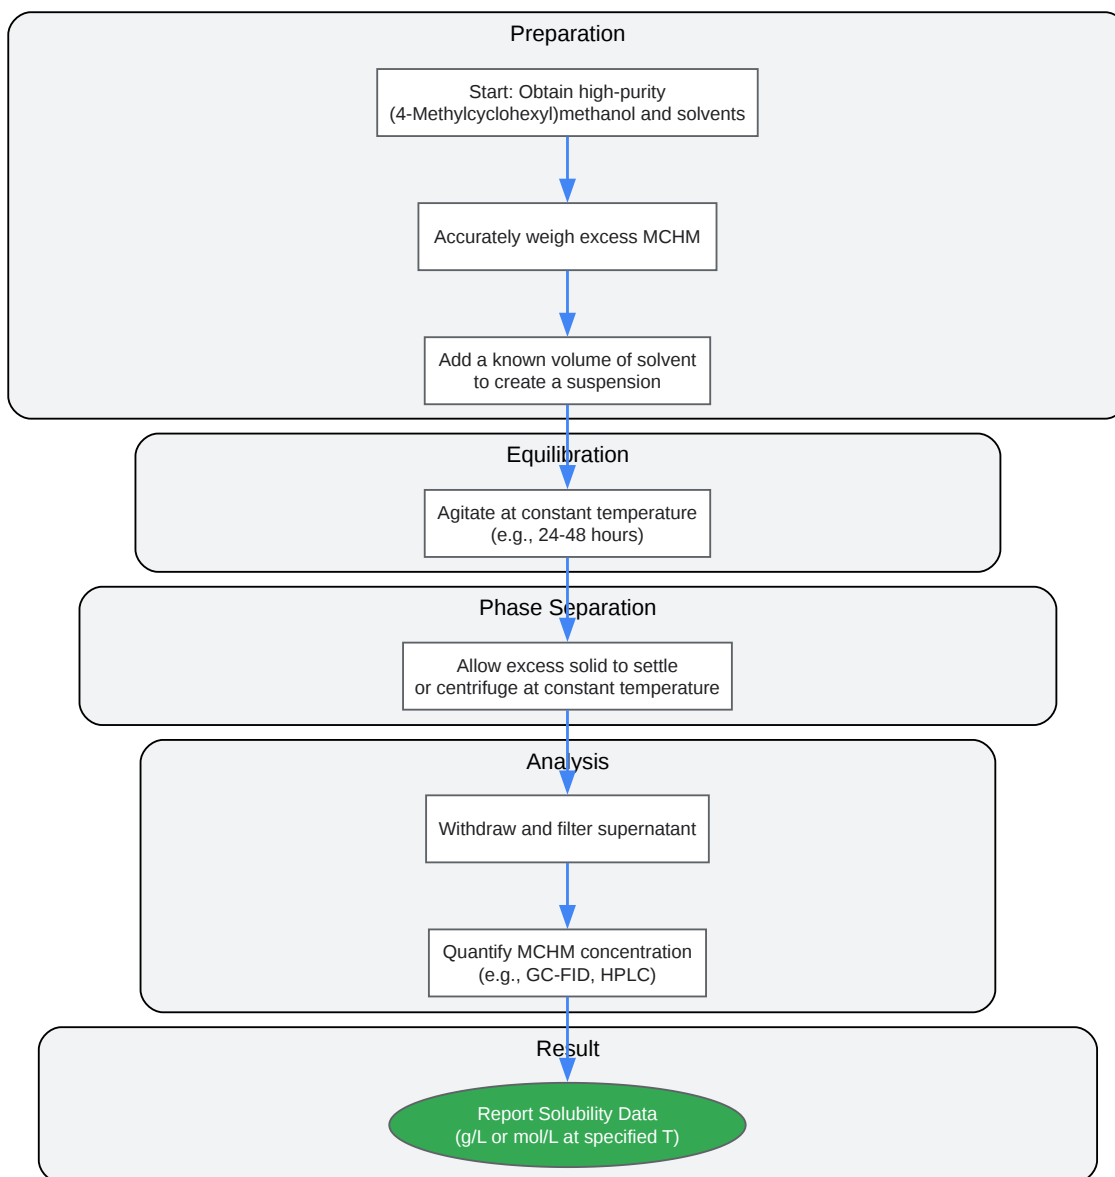 Preparation
Start: Obtain high-purity
(4-Methylcyclohexyl)methanol and solvents
Accurately weigh excess MCHM
Add a known volume of solvent
to create a suspension
Equilibration
Agitate at constant temperature
(e.g., 24-48 hours)
Phase Separation
Allow excess solid to settle
or centrifuge at constant temperature
Analysis
Withdraw and filter supernatant
Quantify MCHM concentration
(e.g., GC-FID, HPLC)
Result
Report Solubility Data
(g/L or mol/L at specified T)